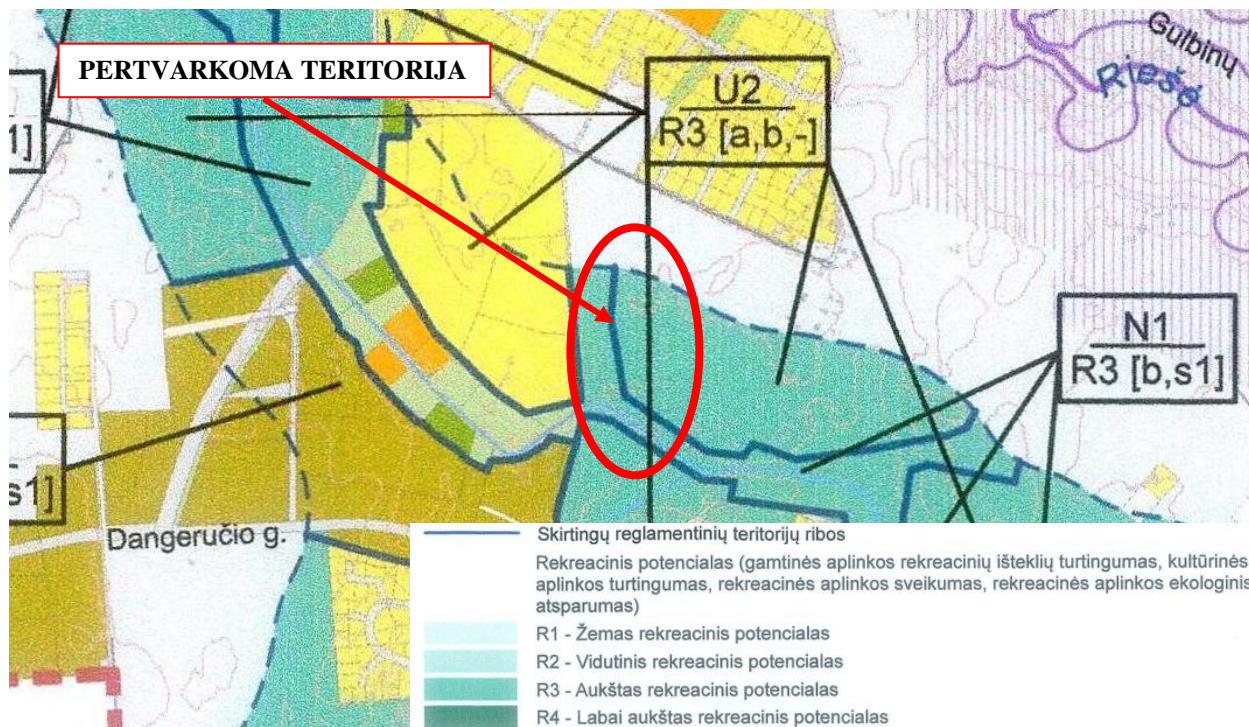 PERTVARKOMA TERITORIJA
Gulbinų
Riešė
U2
R3 [a,b,-]
1]
N1
R3 [b,s1]
s1]
Dangeručio g.
Skirtingų reglamentinių teritorijų ribos
Rekreacinis potencialas (gamtinės aplinkos rekreacinių išteklių turtingumas, kultūrinės
aplinkos turtingumas, rekreacinės aplinkos sveikumas, rekreacinės aplinkos ekologinis
atsparumas)
R1 - Žemas rekreacinis potencialas
R2 - Vidutinis rekreacinis potencialas
R3 - Aukštas rekreacinis potencialas
R4 - Labai aukštas rekreacinis potencialas